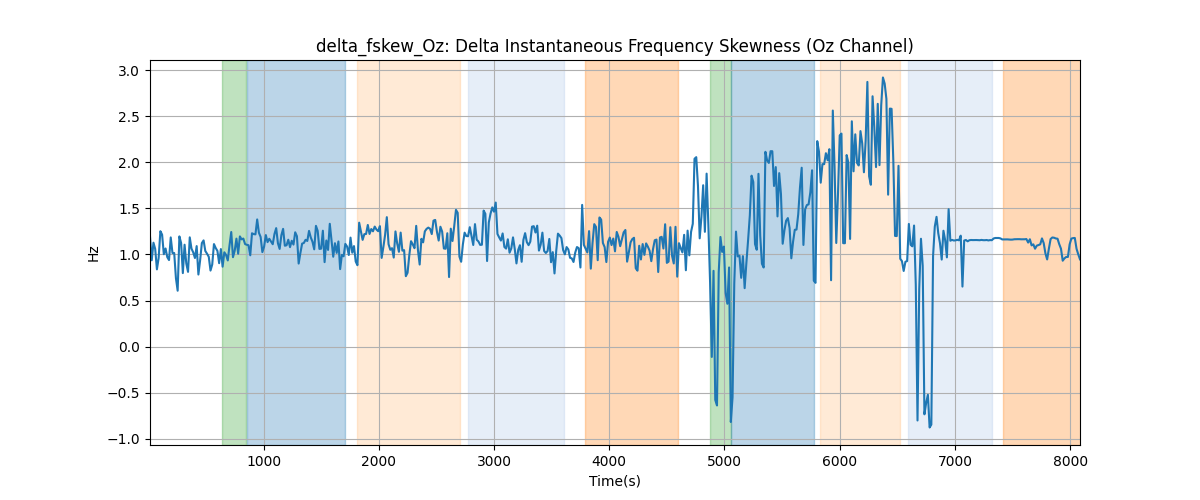 delta_fskew_Oz: Delta Instantaneous Frequency Skewness (Oz Channel)
3.0
2.5
2.0
1.5
1.0
0.5
0.0
−0.5
−1.0
Hz
1000 2000 3000 4000 5000 6000 7000 8000
Time(s)